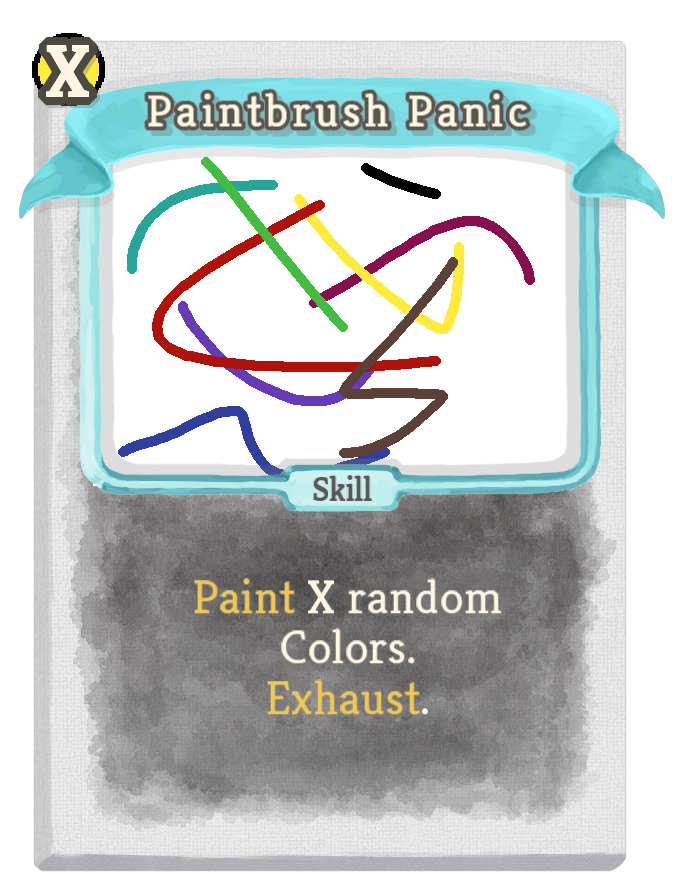 X
Paintbrush Panic
Skill
Paint X random
Colors.
Exhaust.